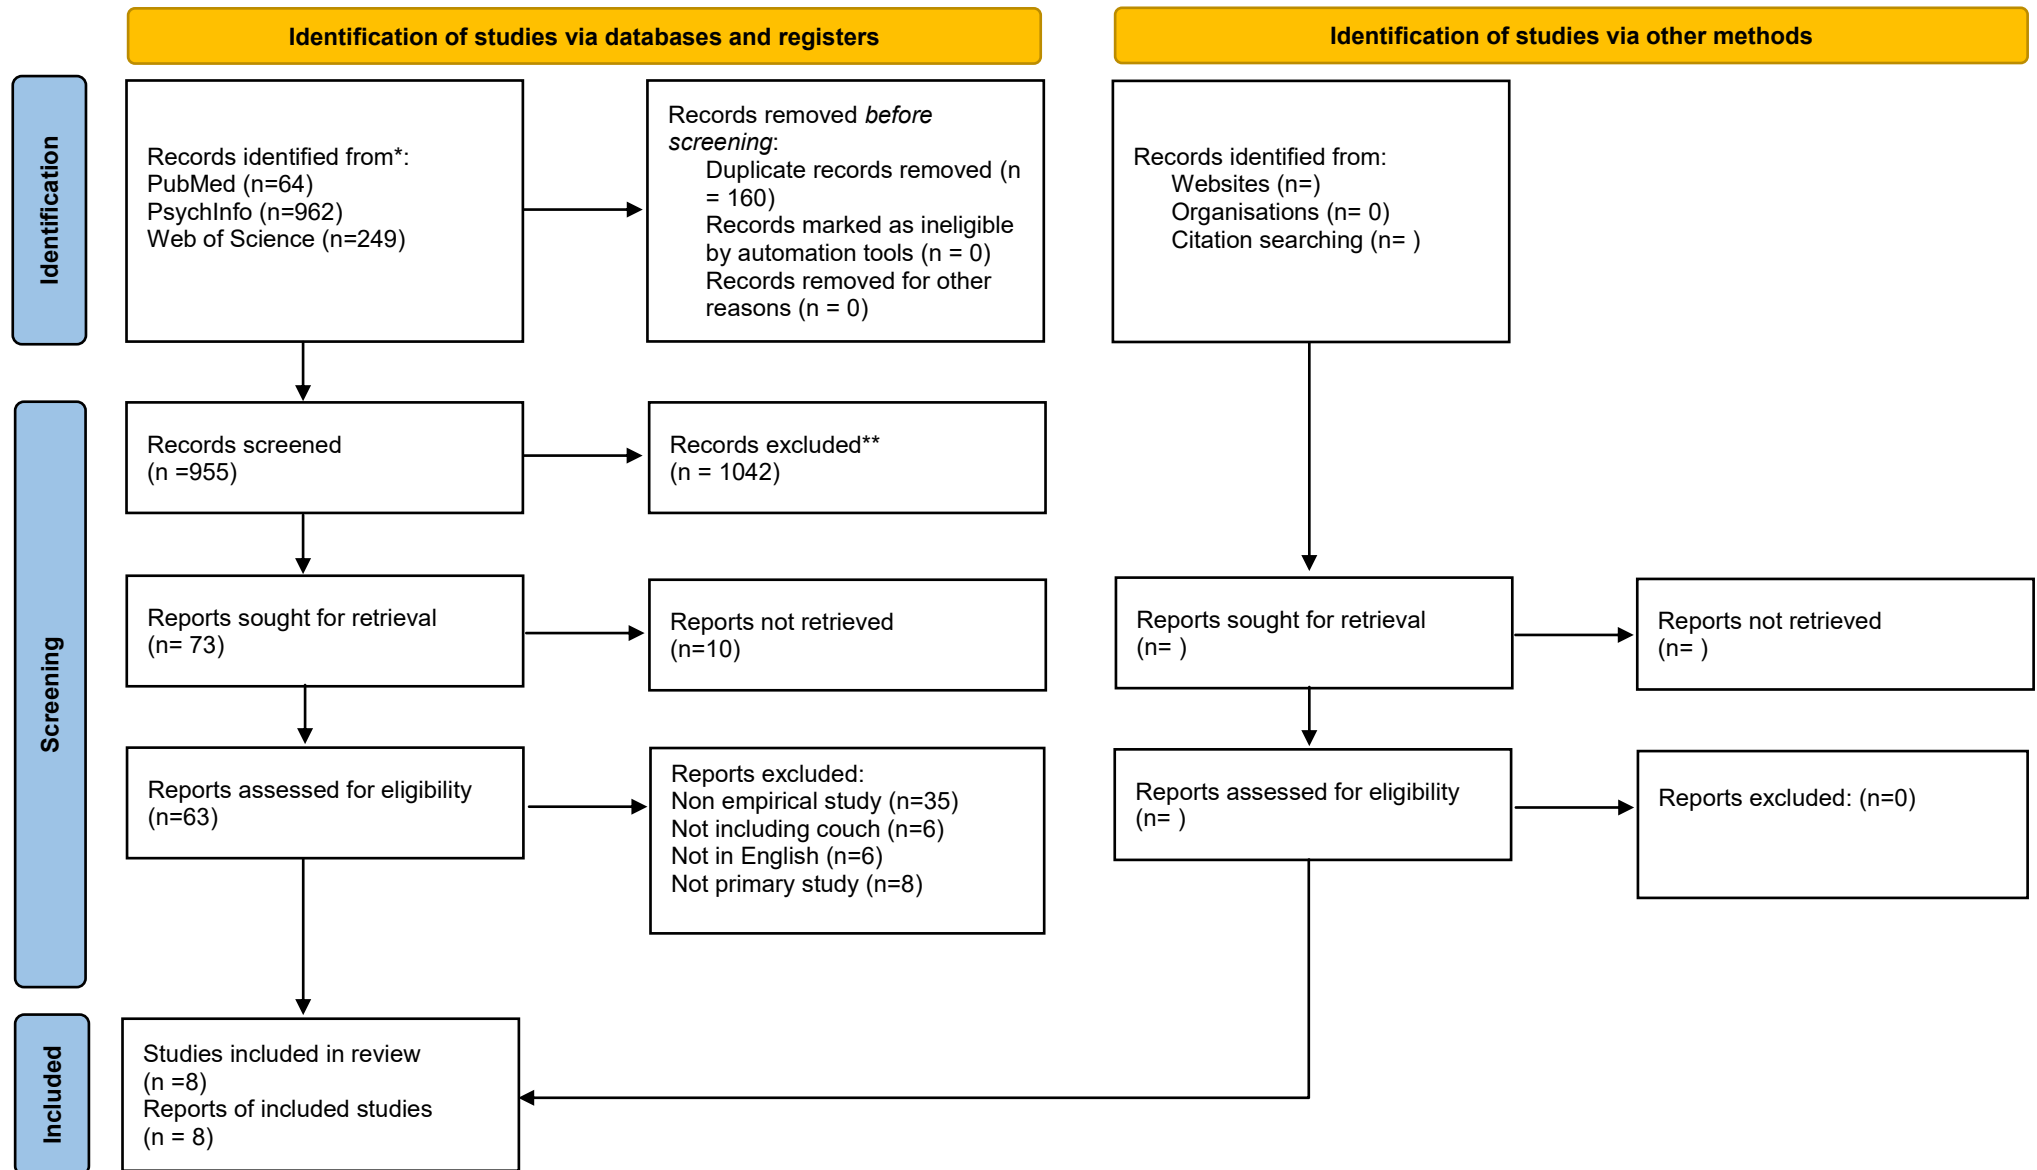 Identification of studies via databases and registers
Identification of studies via other methods
Identification
Records identified from*:
PubMed (n=64)
PsychInfo (n=962)
Web of Science (n=249)
Records removed before
screening:
Duplicate records removed (n
= 160)
Records marked as ineligible
by automation tools (n = 0)
Records removed for other
reasons (n = 0)
Records identified from:
Websites (n=)
Organisations (n= 0)
Citation searching (n= )
Screening
Records screened
(n =955)
Records excluded**
(n = 1042)
Reports sought for retrieval
(n= 73)
Reports not retrieved
(n=10)
Reports sought for retrieval
(n= )
Reports not retrieved
(n= )
Reports assessed for eligibility
(n=63)
Reports excluded:
Non empirical study (n=35)
Not including couch (n=6)
Not in English (n=6)
Not primary study (n=8)
Reports assessed for eligibility
(n= )
Reports excluded: (n=0)
Included
Studies included in review
(n =8)
Reports of included studies
(n = 8)